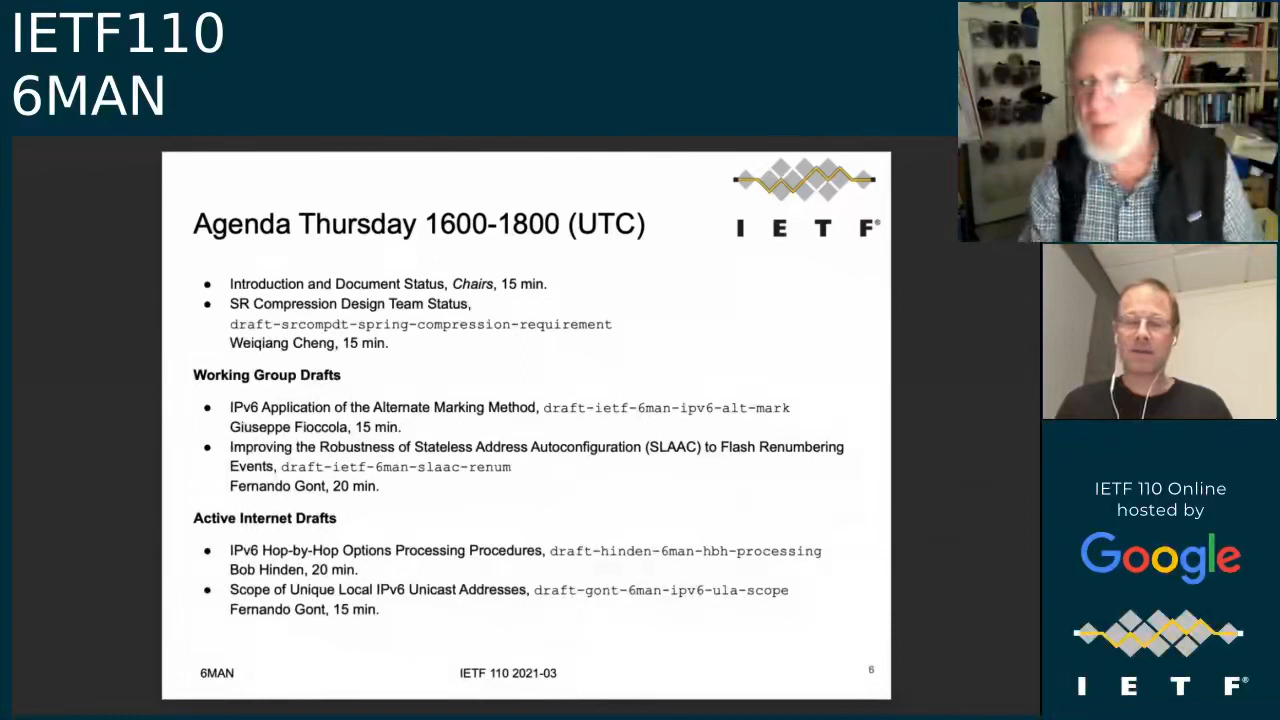 IETF110
6MAN
Agenda Thursday 1600-1800 (UTC)
I E T F®
● Introduction and Document Status, Chairs, 15 min.
● SR Compression Design Team Status,
draft-srcompdt-spring-compression-requirement
Weiqiang Cheng, 15 min.
Working Group Drafts
● IPv6 Application of the Alternate Marking Method, draft-ietf-6man-ipv6-alt-mark
Giuseppe Fioccola, 15 min.
● Improving the Robustness of Stateless Address Autoconfiguration (SLAAC) to Flash Renumbering
Events, draft-ietf-6man-slaac-renum
Fernando Gont, 20 min.
Active Internet Drafts
● IPv6 Hop-by-Hop Options Processing Procedures, draft-hinden-6man-hbh-processing
Bob Hinden, 20 min.
● Scope of Unique Local IPv6 Unicast Addresses, draft-gont-6man-ipv6-ula-scope
Fernando Gont, 15 min.
6MAN
IETF 110 2021-03
6
IETF 110 Online
hosted by
Google
I E T F®